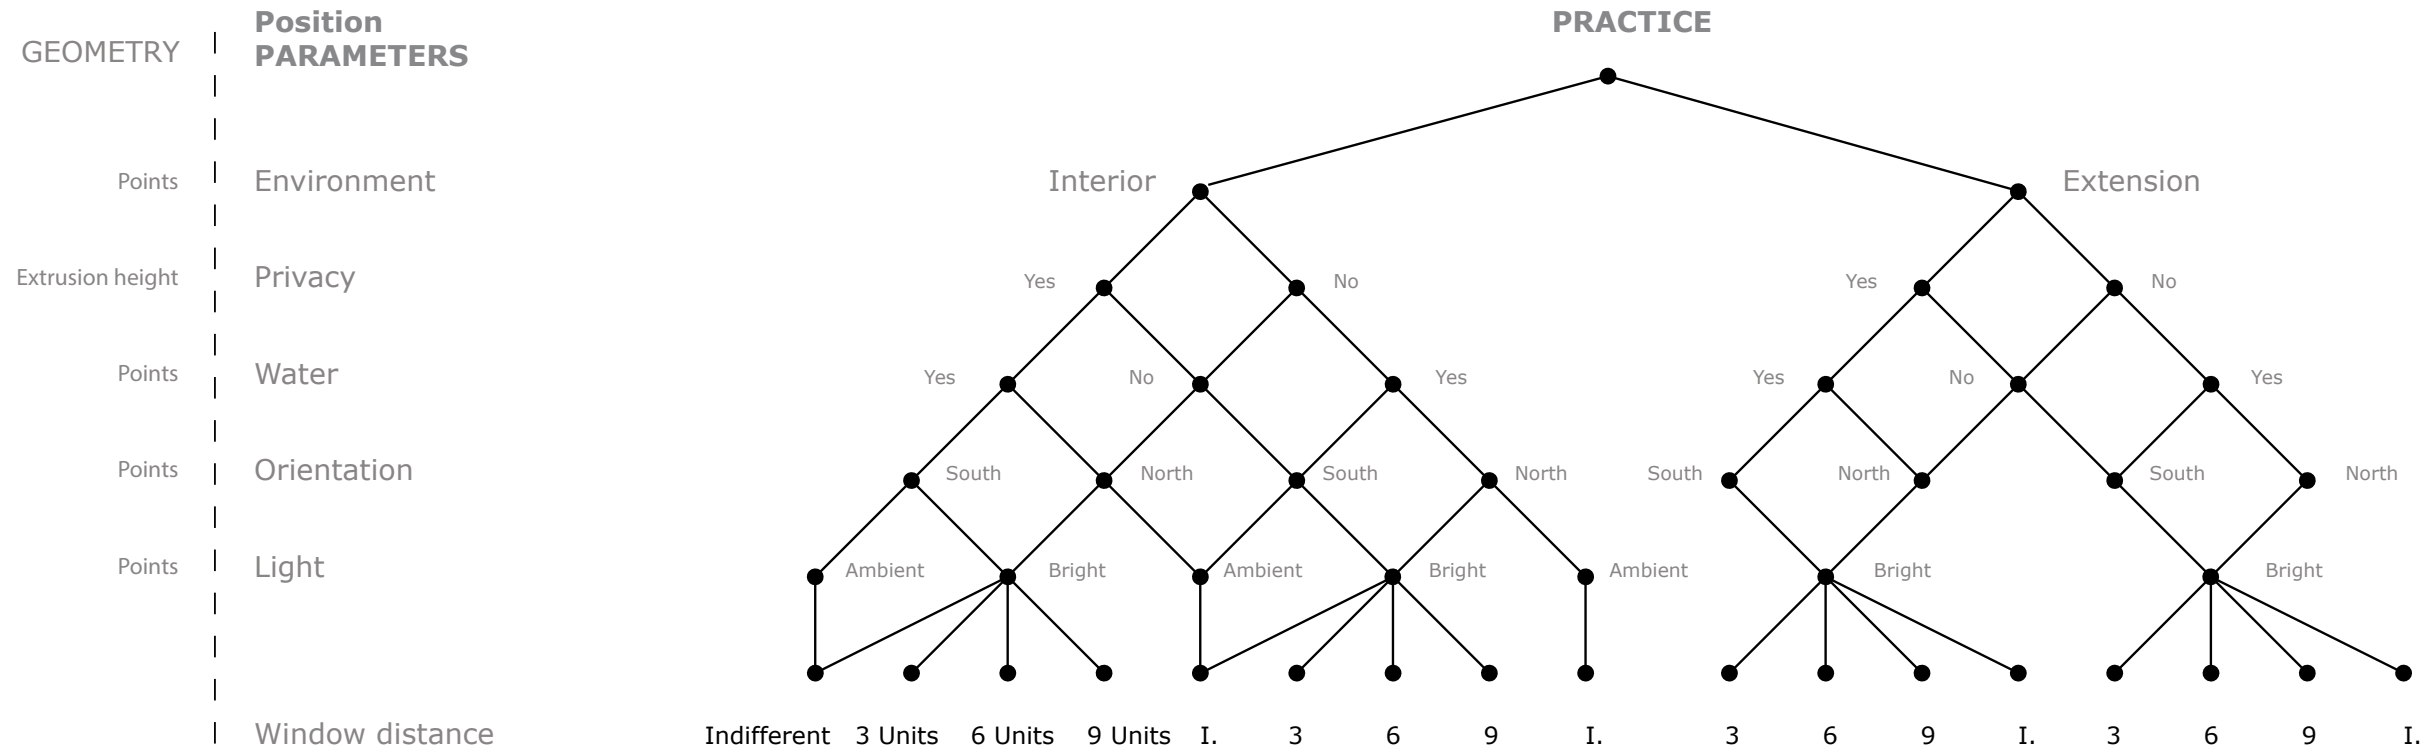 Position
PARAMETERS
GEOMETRY
PRACTICE
Points Environment Interior Extension
Extrusion height Privacy Yes No Yes No
Points Water Yes No Yes Yes No Yes
Points Orientation South North South North South North South North
Points Light Ambient Bright Ambient Bright Ambient Bright Bright
Window distance Indifferent 3 Units 6 Units 9 Units I. 3 6 9 I. 3 6 9 I. 3 6 9 I.